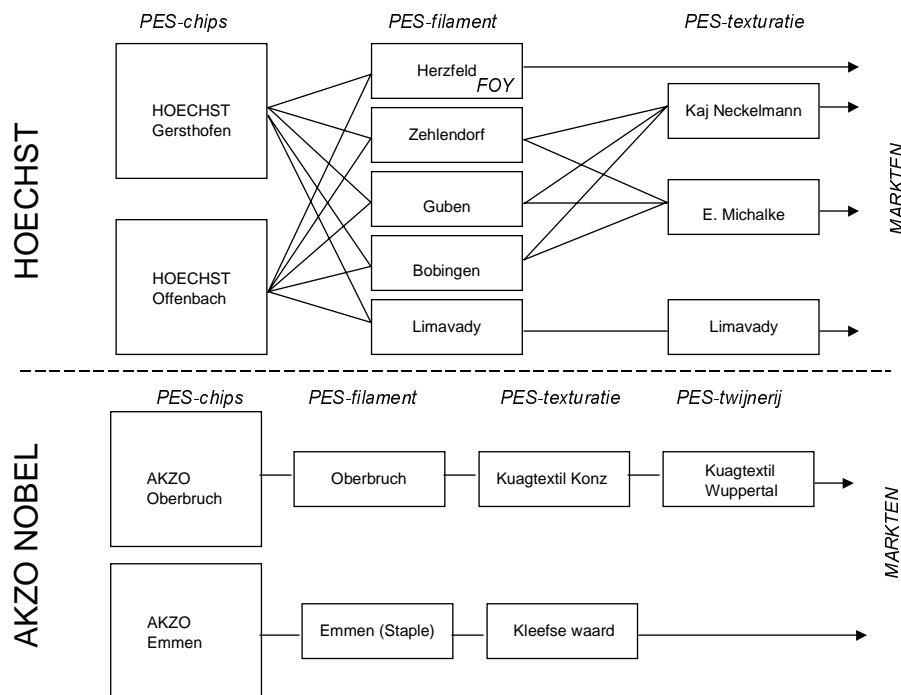 PES-chips
PES-filament
PES-texturatie
HOECHST
HOECHST
Gersthofen
HOECHST
Offenbach
Herzfeld
FOY
Zehlendorf
Guben
Bobingen
Limavady
Kaj Neckelmann
E. Michalke
Limavady
MARKTEN
AKZO NOBEL
PES-chips
PES-filament
PES-texturatie
PES-twijnerij
AKZO
Oberbruch
Oberbruch
Kuagtextil Konz
Kuagtextil
Wuppertal
AKZO
Emmen
Emmen (Staple)
Kleefse waard
MARKTEN